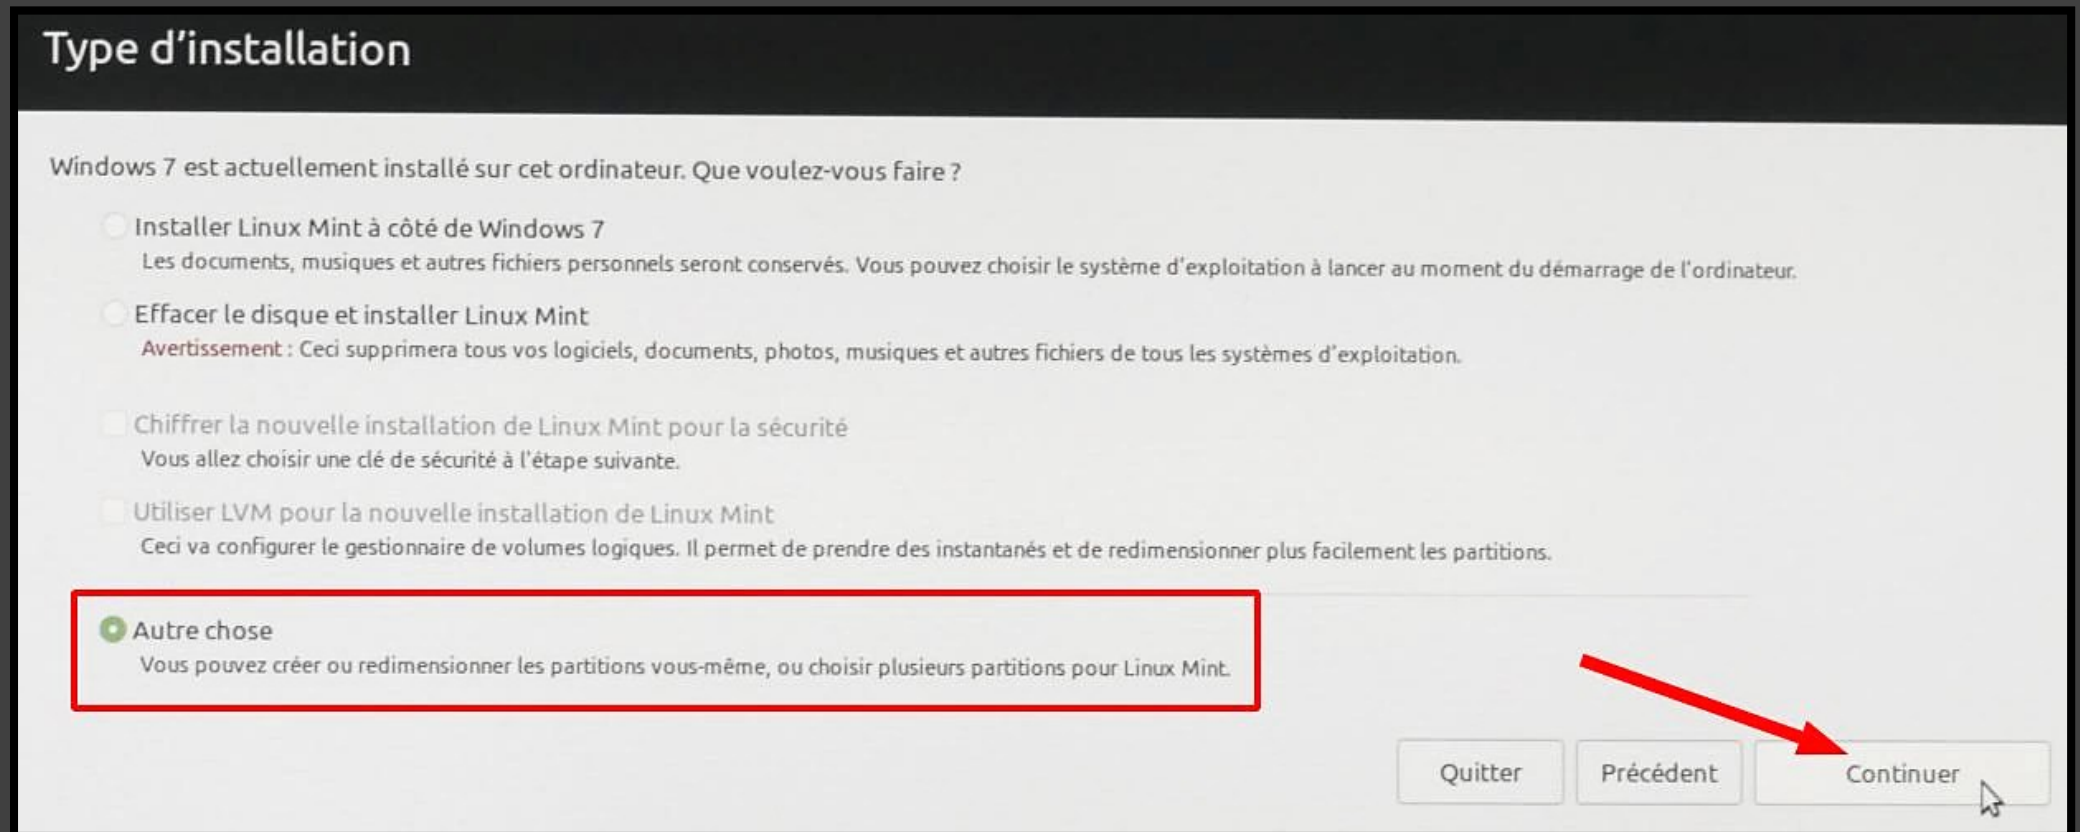 Type d'installation
Windows 7 est actuellement installé sur cet ordinateur. Que voulez-vous faire ?
Installer Linux Mint à côté de Windows 7
Les documents, musiques et autres fichiers personnels seront conservés. Vous pouvez choisir le système d'exploitation à lancer au moment du démarrage de l'ordinateur.
Effacer le disque et installer Linux Mint
Avertissement : Ceci supprimera tous vos logiciels, documents, photos, musiques et autres fichiers de tous les systèmes d'exploitation.
Chiffrer la nouvelle installation de Linux Mint pour la sécurité
Vous allez choisir une clé de sécurité à l'étape suivante.
Utiliser LVM pour la nouvelle installation de Linux Mint
Ceci va configurer le gestionnaire de volumes logiques. Il permet de prendre des instantanés et de redimensionner plus facilement les partitions.
Autre chose
Vous pouvez créer ou redimensionner les partitions vous-même, ou choisir plusieurs partitions pour Linux Mint.
Quitter Précédent Continuer